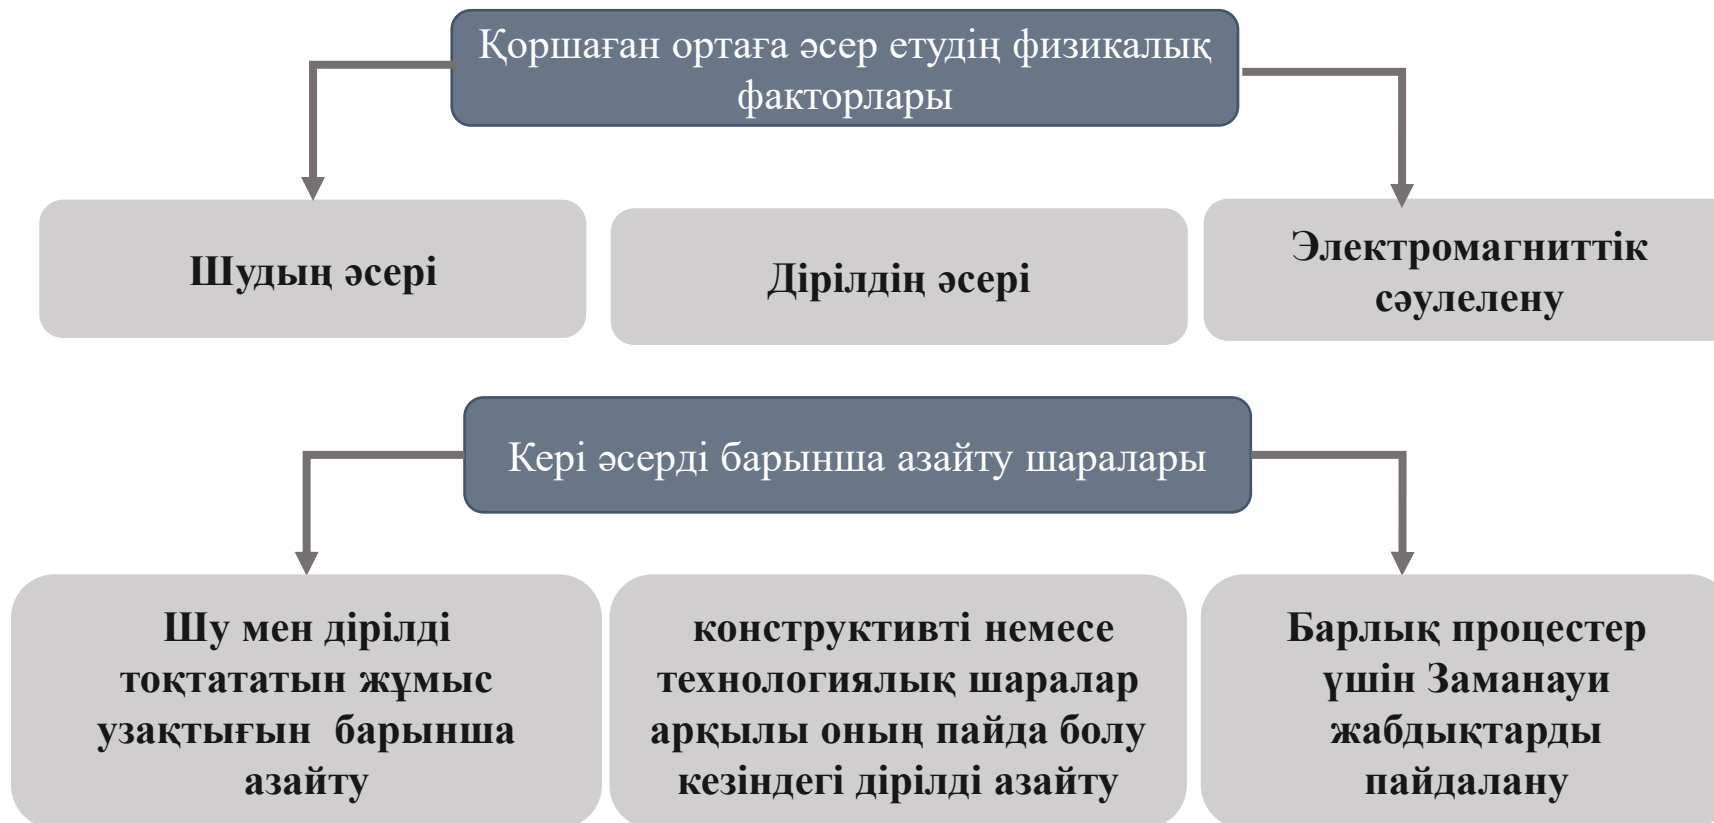 Қоршаған ортаға әсер етудің физикалық
факторлары
Шудың әсері
Дірілдің әсері
Электромагниттік
сәулелену
Кері әсерді барынша азайту шаралары
Шу мен дірілді
тоқтататын жұмыс
узақтығын барынша
азайту
конструктивті немесе
технологиялық шаралар
арқылы оның пайда болу
кезіндегі дірілді азайту
Барлық процестер
үшін Заманауи
жабдықтарды
пайдалану